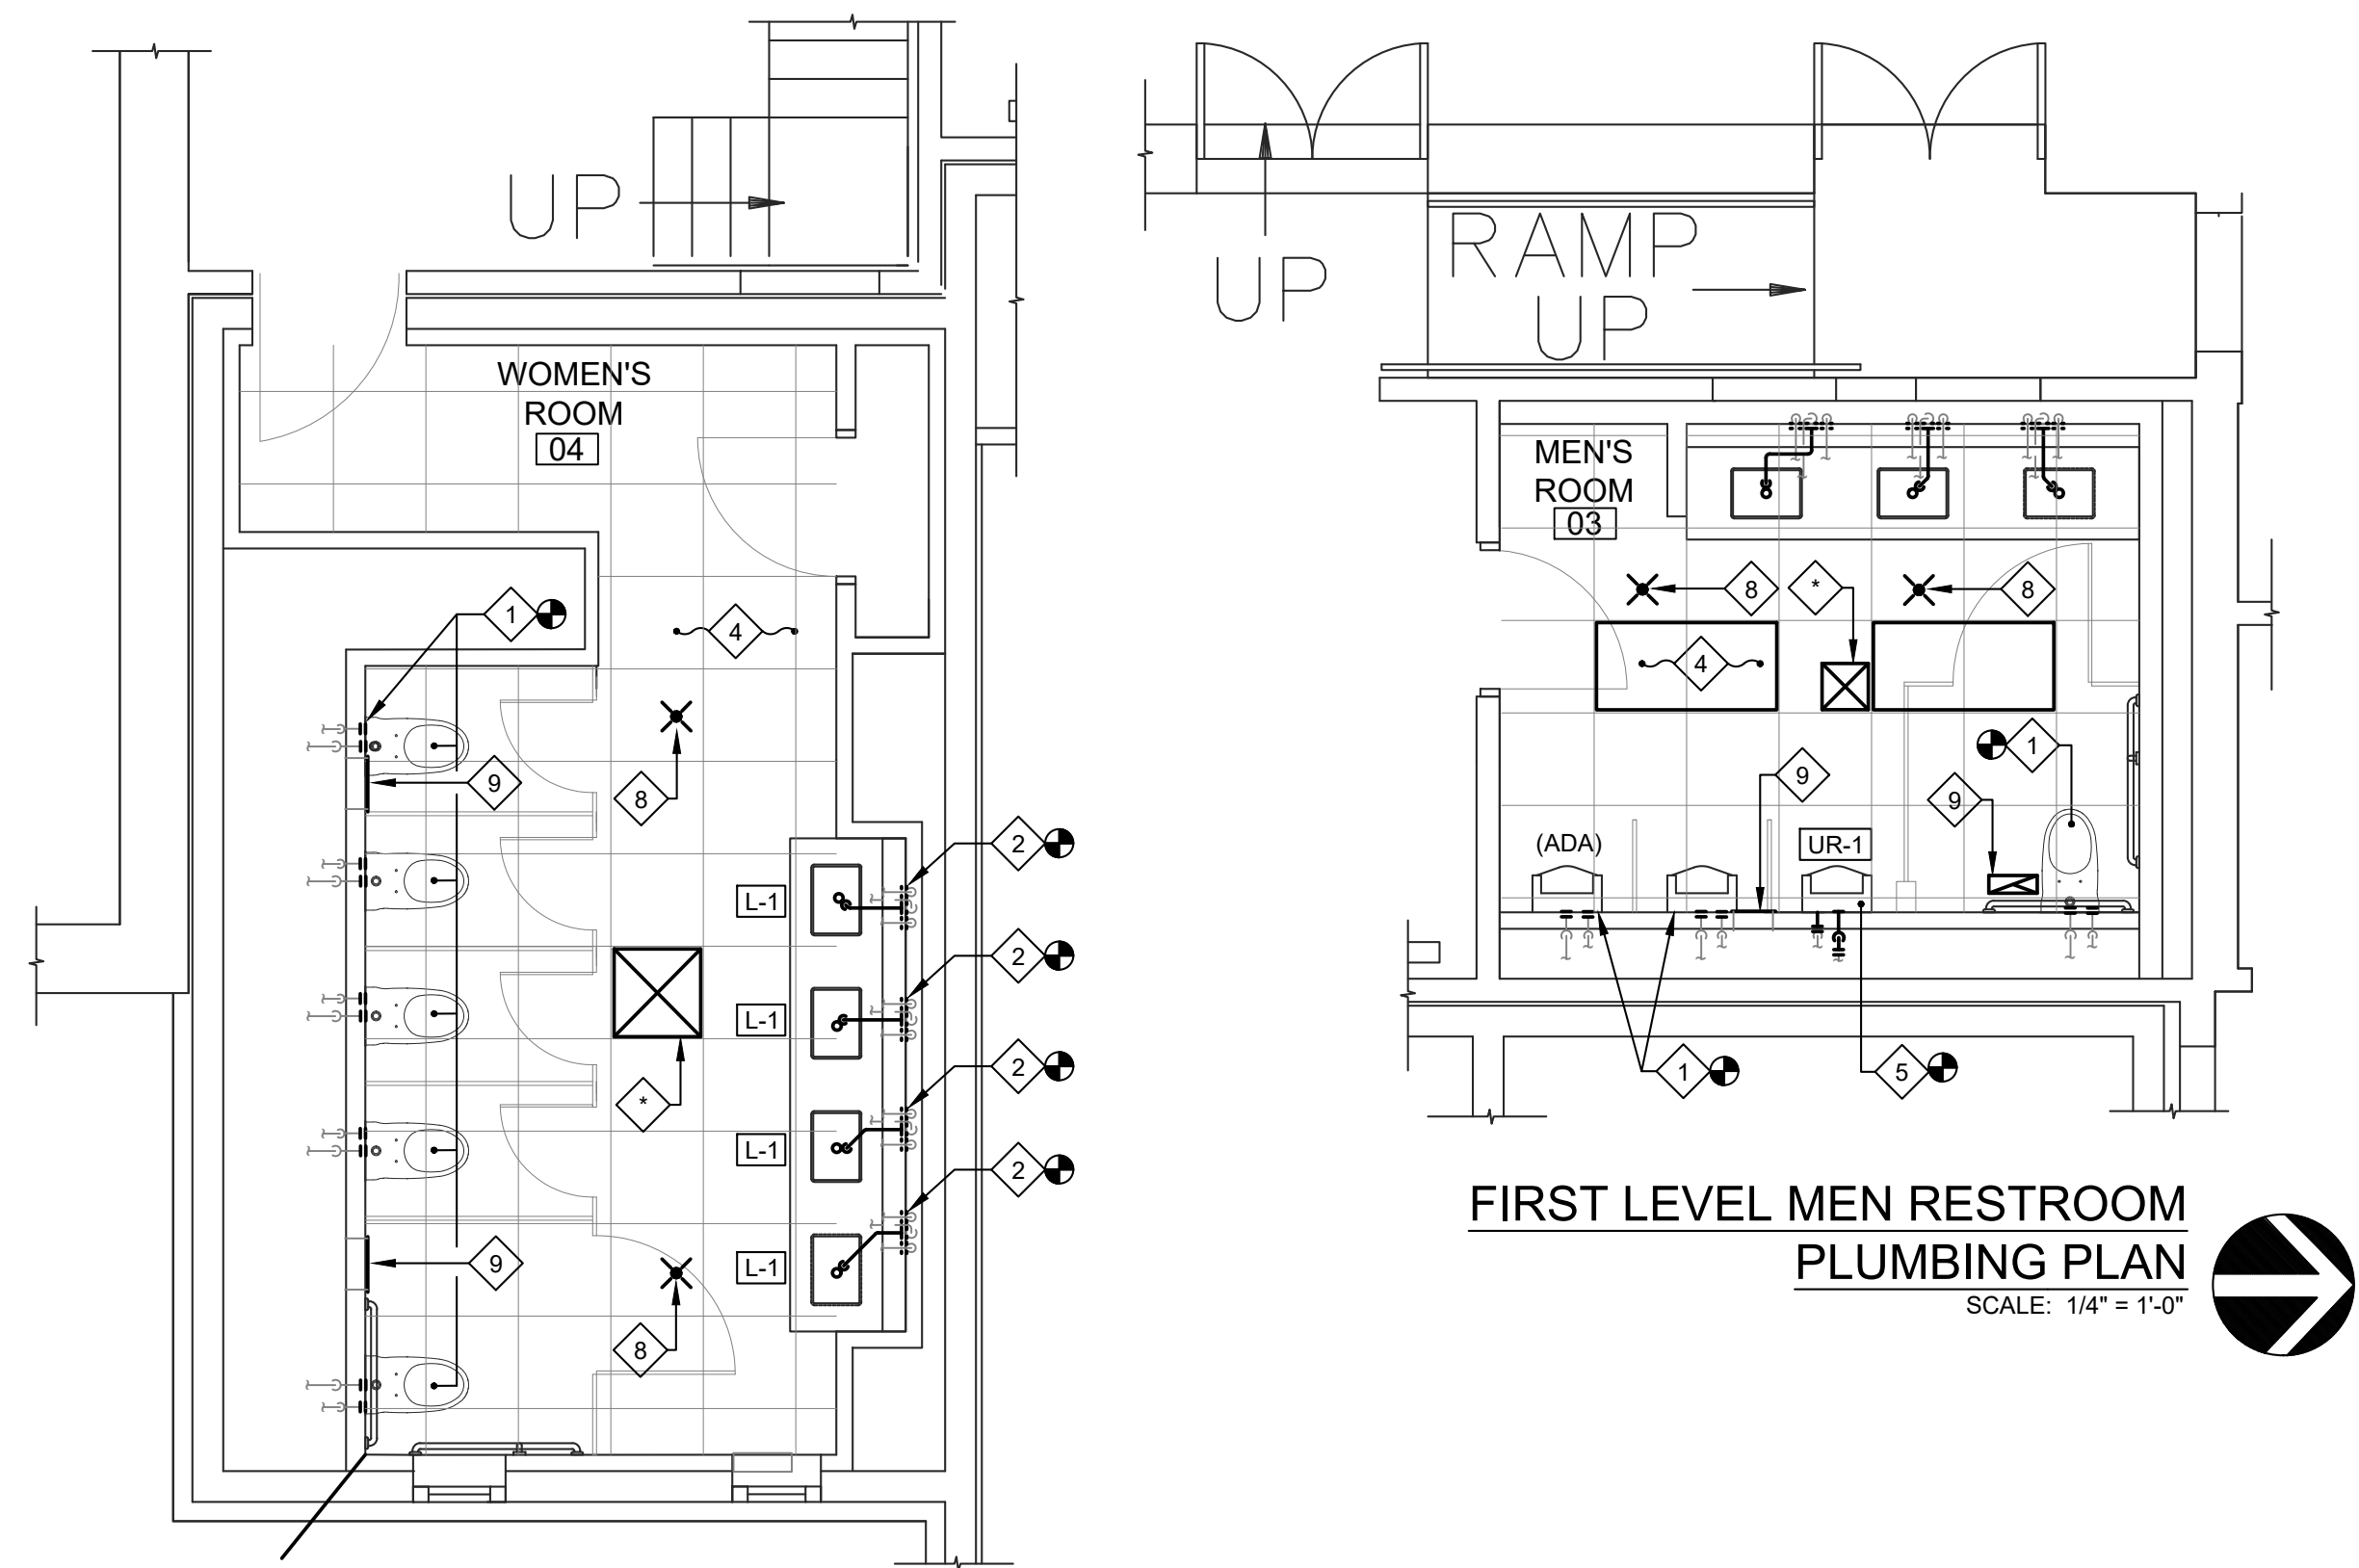 UP
WOMEN'S
ROOM
04
1
4
9
8
2
L-1
2
L-1
*
2
L-1
2
L-1
9
8
UP
RAMP
UP
MEN'S
ROOM
03
8
*
8
4
1
9
9
(ADA)
UR-1
1
5
FIRST LEVEL MEN RESTROOM
PLUMBING PLAN
SCALE: 1/4" = 1'-0"